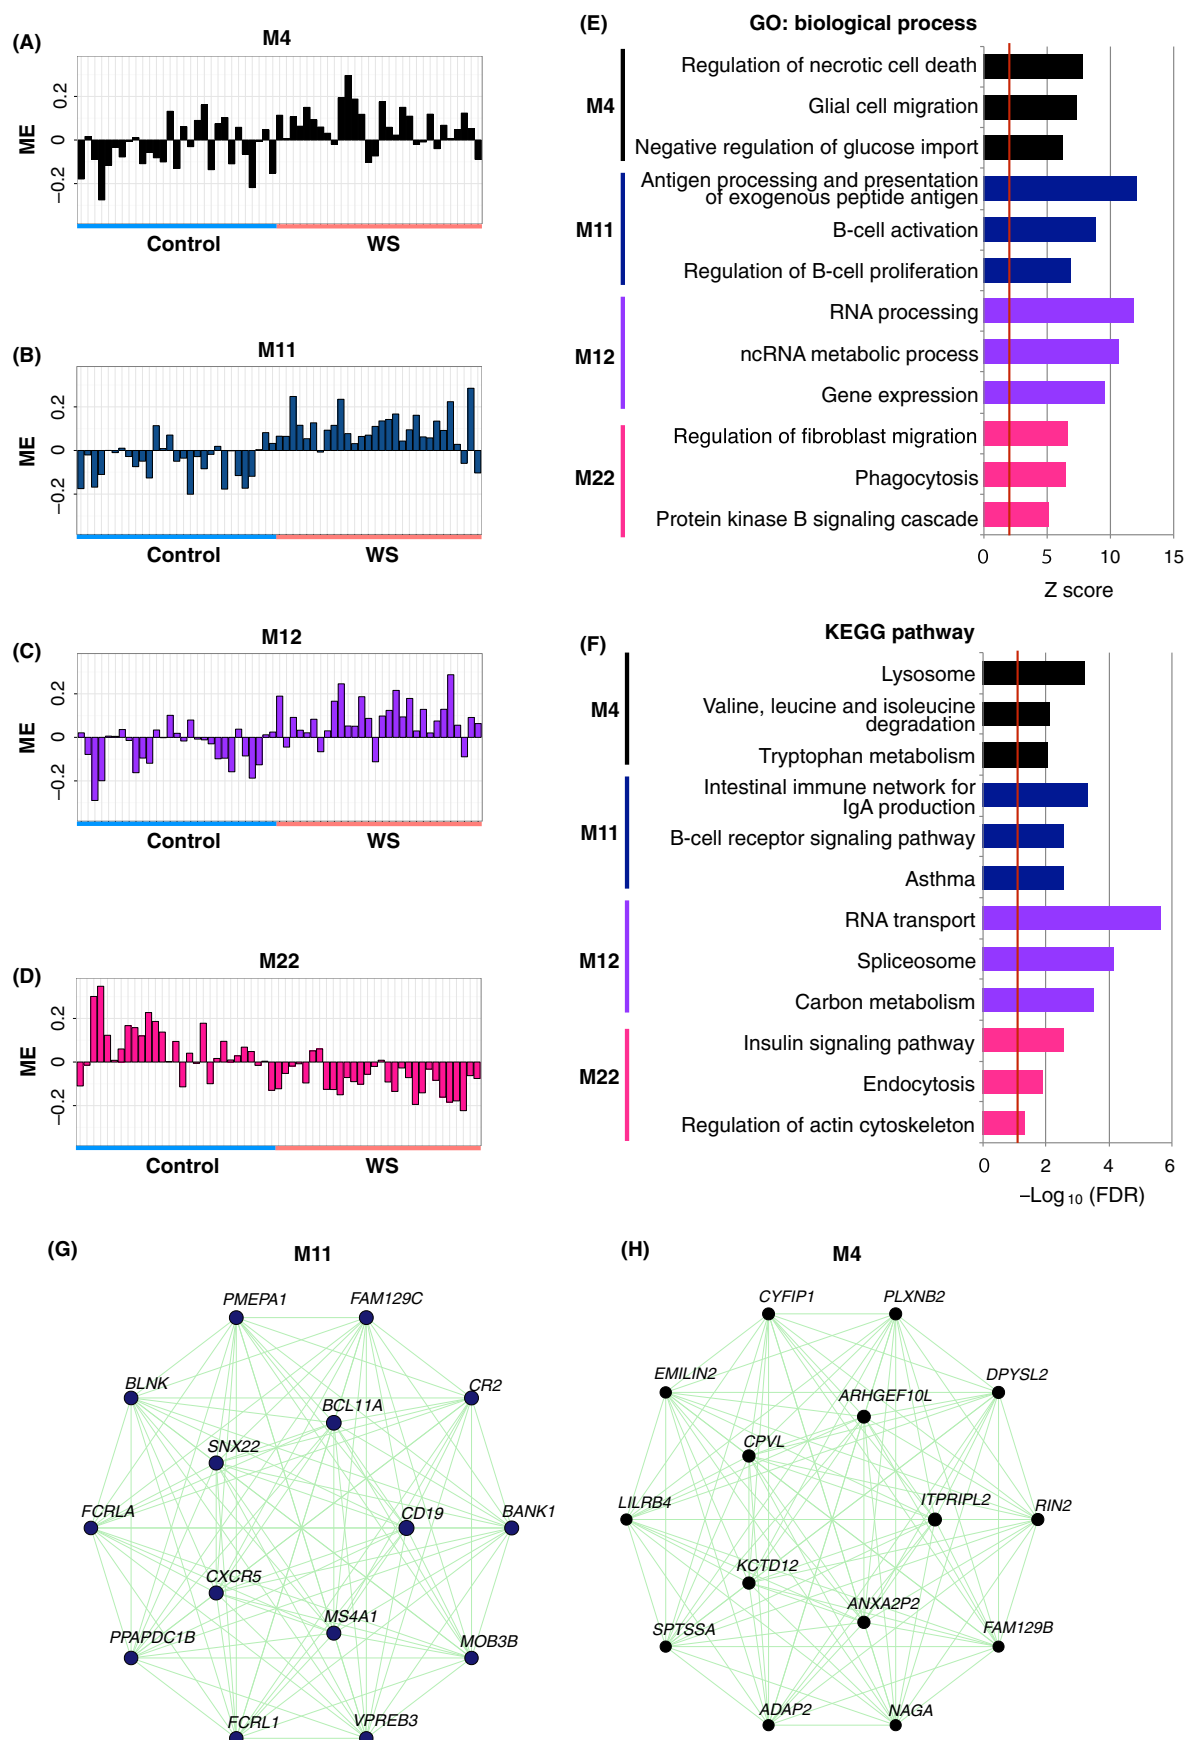 (A)
M4
0.2
0
−0.2
ME
Control
WS
(B)
M11
0.2
0
−0.2
ME
Control
WS
(C)
M12
0.2
0
−0.2
ME
Control
WS
(D)
M22
0.2
0
−0.2
ME
Control
WS
(E)
GO: biological process
M4
Regulation of necrotic cell death
Glial cell migration
Negative regulation of glucose import
M11
Antigen processing and presentation
of exogenous peptide antigen
B-cell activation
Regulation of B-cell proliferation
M12
RNA processing
ncRNA metabolic process
Gene expression
M22
Regulation of fibroblast migration
Phagocytosis
Protein kinase B signaling cascade
0 5 10 15
Z score
(F)
KEGG pathway
M4
Lysosome
Valine, leucine and isoleucine
degradation
Tryptophan metabolism
M11
Intestinal immune network for
IgA production
B-cell receptor signaling pathway
Asthma
M12
RNA transport
Spliceosome
Carbon metabolism
M22
Insulin signaling pathway
Endocytosis
Regulation of actin cytoskeleton
0 2 4 6
−Log10 (FDR)
(G)
M11
PMEPA1
FAM129C
BLNK
CR2
BCL11A
SNX22
FCRLA
CD19
BANK1
CXCR5
MS4A1
PPAPDC1B
MOB3B
FCRL1
VPREB3
(H)
M4
CYFIP1
PLXNB2
EMILIN2
DPYSL2
ARHGEF10L
CPVL
LILRB4
ITPRIPL2
RIN2
KCTD12
ANXA2P2
SPTSSA
FAM129B
ADAP2
NAGA